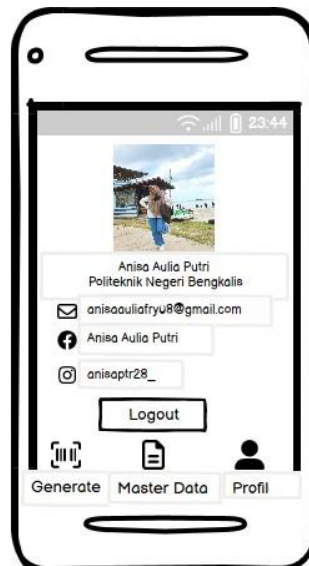 23:44
Anisa Aulia Putri
Politeknik Negeri Bengkalis
anisaauliafry08@gmail.com
Anisa Aulia Putri
anisaptr28_
Logout
Generate Master Data Profil